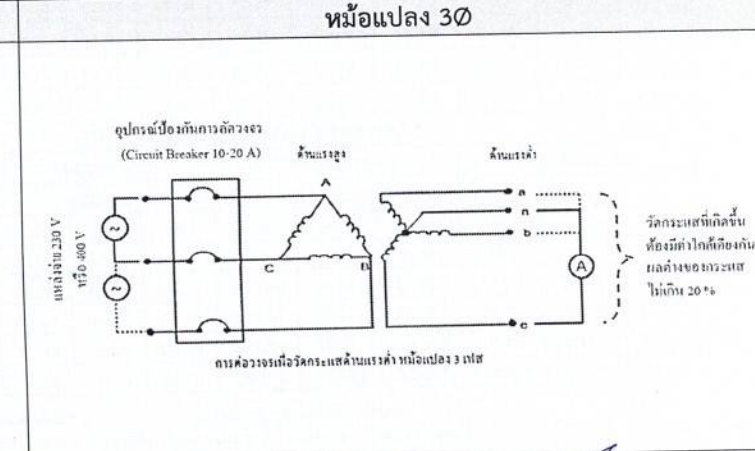 หม้อแปลง 3Ø
อุปกรณ์ป้องกันการลัดวงจร
(Circuit Breaker 10-20 A)
ด้านแรงสูง
ด้านแรงต่ำ
A
C
B
a
n
b
c
A
~
~
แหล่งจ่าย 230 V
หรือ 400 V
วัดกระแสที่เกิดขึ้น
ต้องมีค่าใกล้เคียงกัน
ผลต่างของกระแส
ไม่เกิน 20 %
การต่อวงจรเพื่อวัดกระแสด้านแรงต่ำ หม้อแปลง 3 เฟส